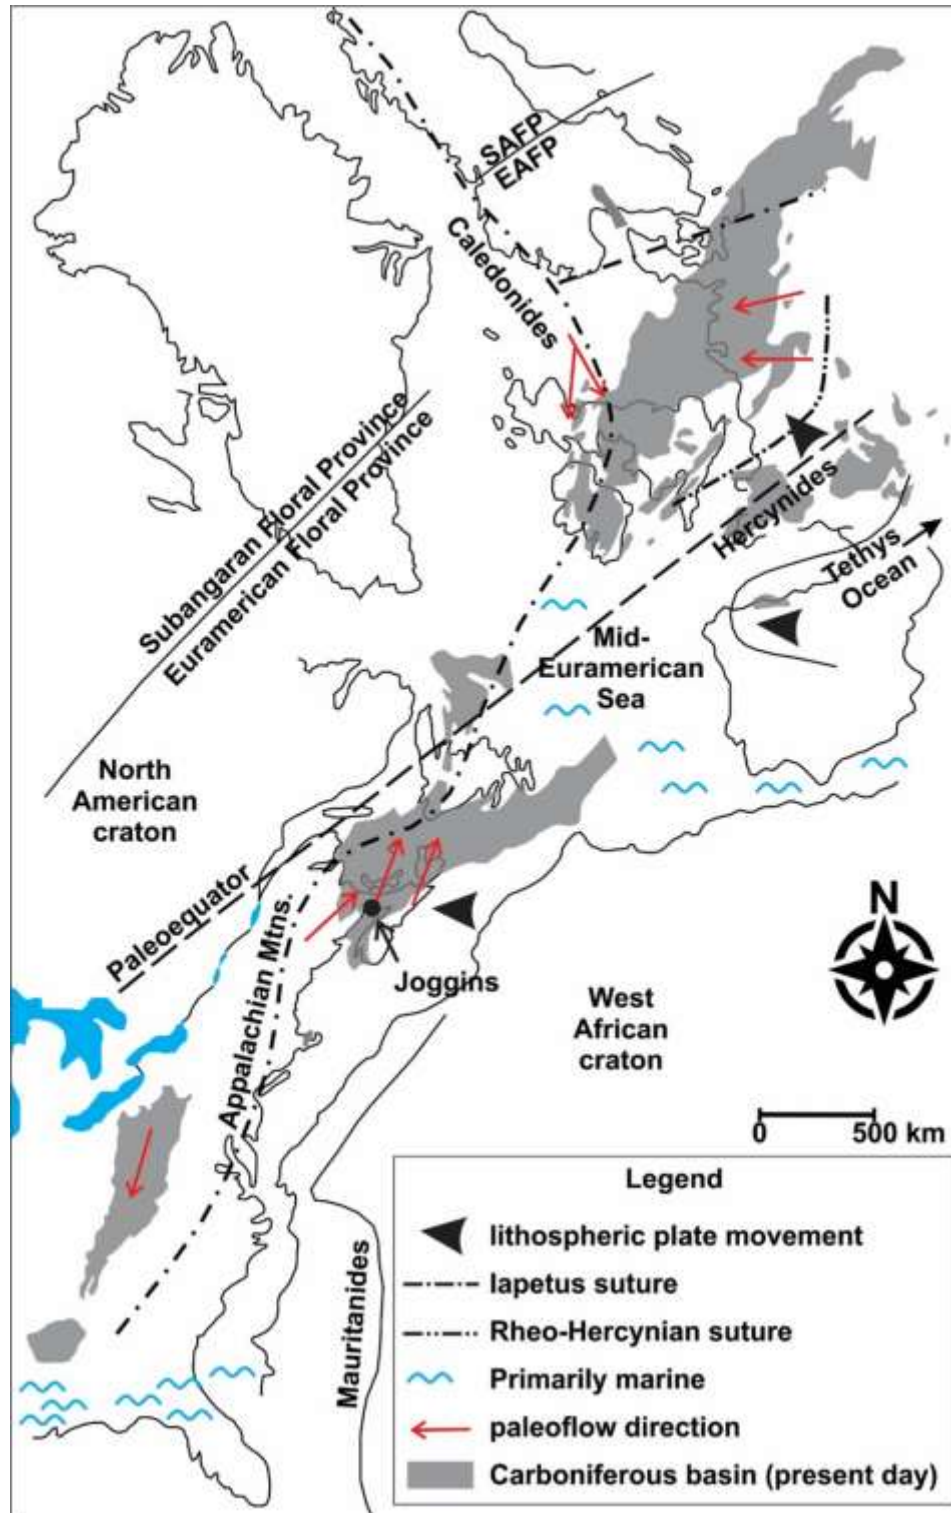 SAFP
EAFP
Caledonides
Subangaran Floral Province
Euramerican Floral Province
Hercynides
Tethys
Ocean
Mid-
Euramerican
Sea
North
American
craton
Paleoequator
Appalachian Mtns.
Joggins
N
West
African
craton
0 500 km
Mauritanides
Legend
lithospheric plate movement
Iapetus suture
Rheo-Hercynian suture
Primarily marine
paleoflow direction
Carboniferous basin (present day)